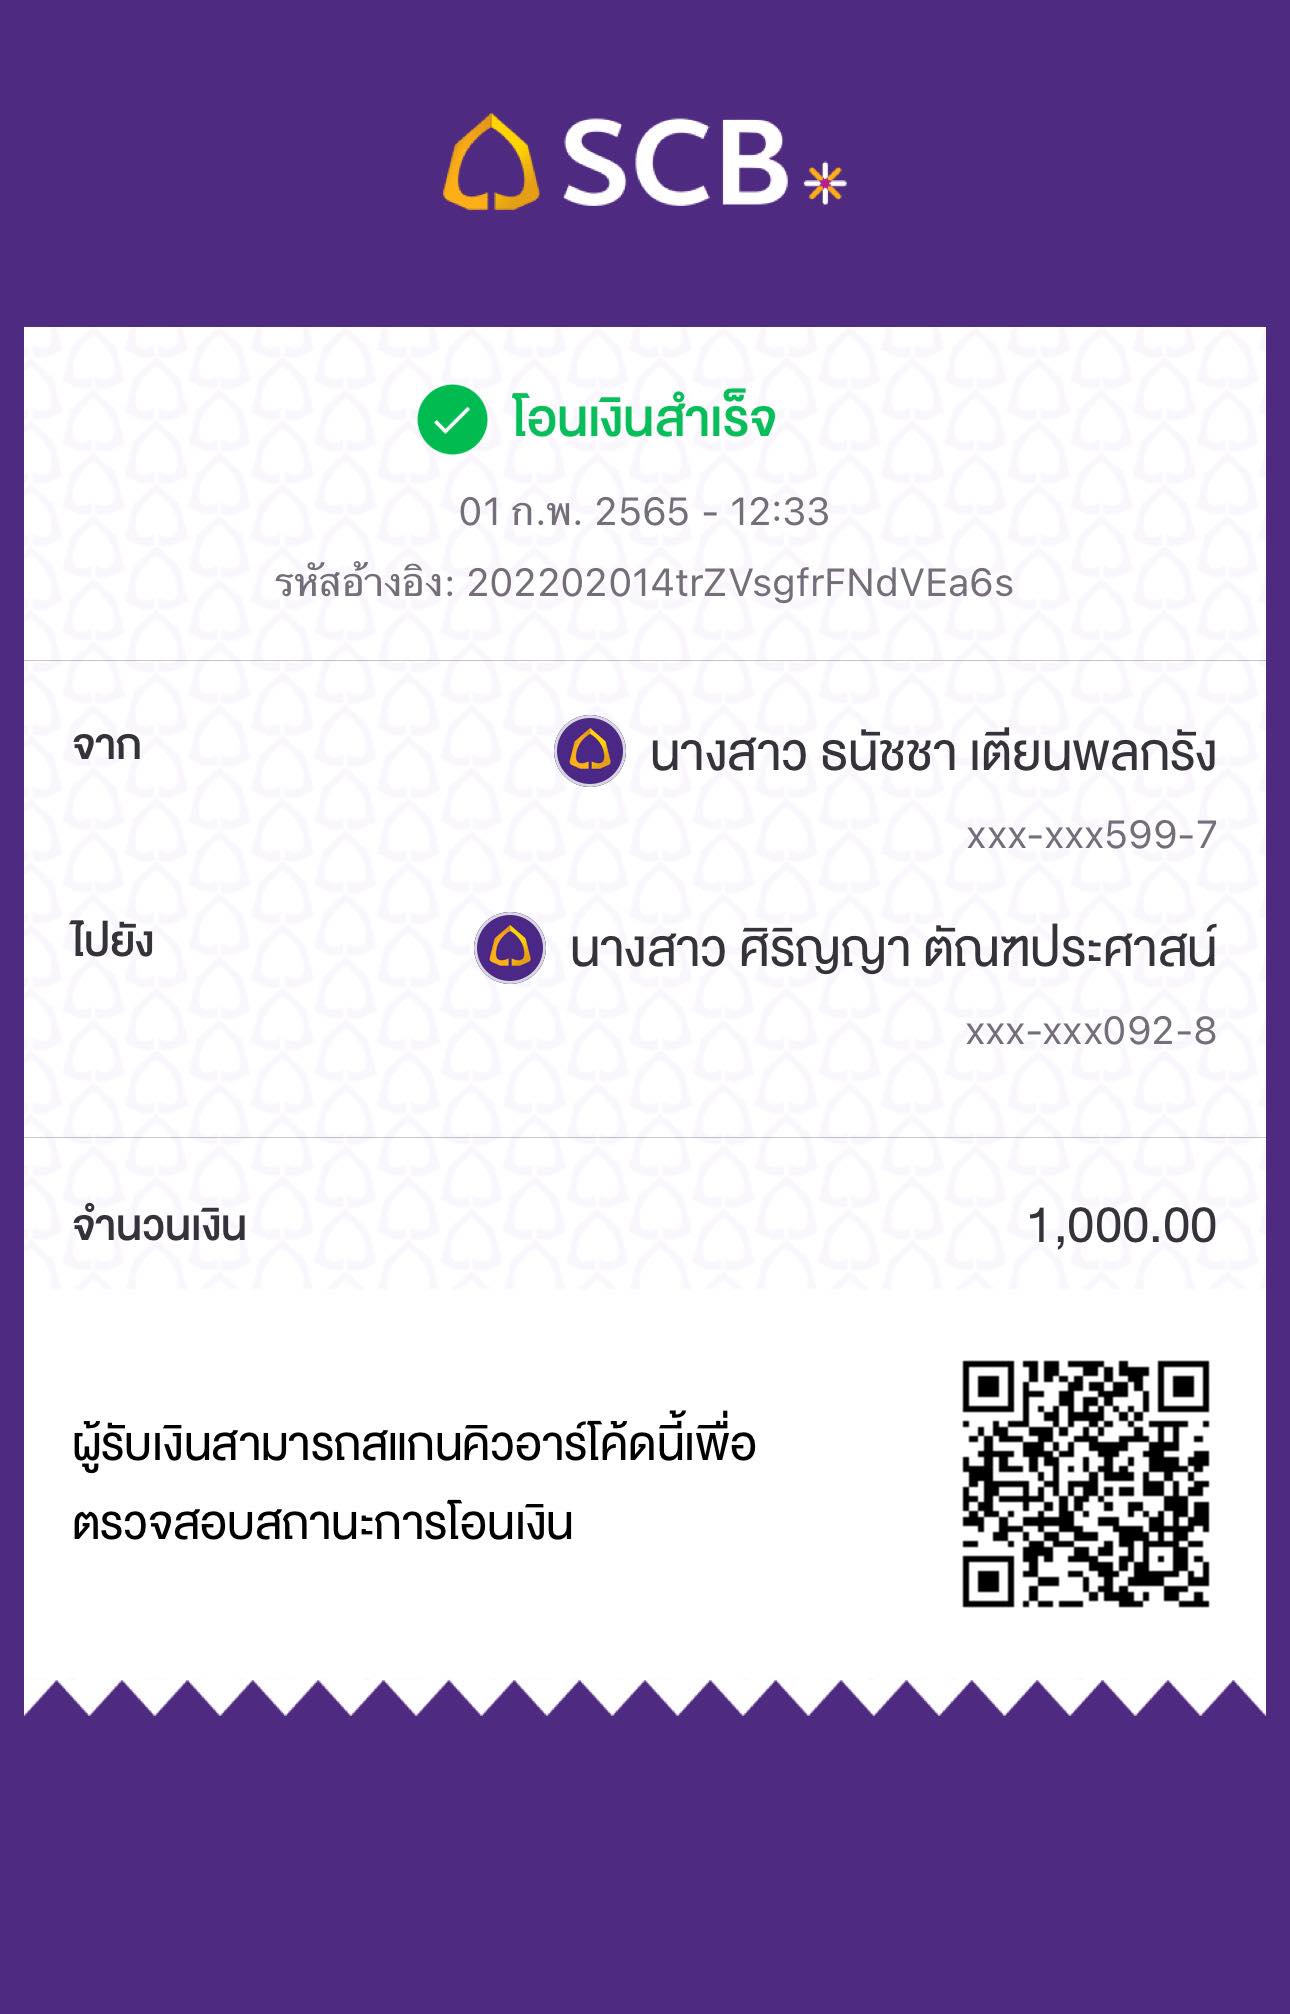 SCB
โอนเงินสำเร็จ
01 ก.พ. 2565 - 12:33
รหัสอ้างอิง: 202202014trZVsgfrFNdVEa6s
จาก
นางสาว ธนัชชา เตียนพลกรัง
xxx-xxx599-7
ไปยัง
นางสาว ศิริญญา ตัณฑประศาสน์
xxx-xxx092-8
จำนวนเงิน 1,000.00
ผู้รับเงินสามารถสแกนคิวอาร์โค้ดนี้เพื่อ
ตรวจสอบสถานะการโอนเงิน